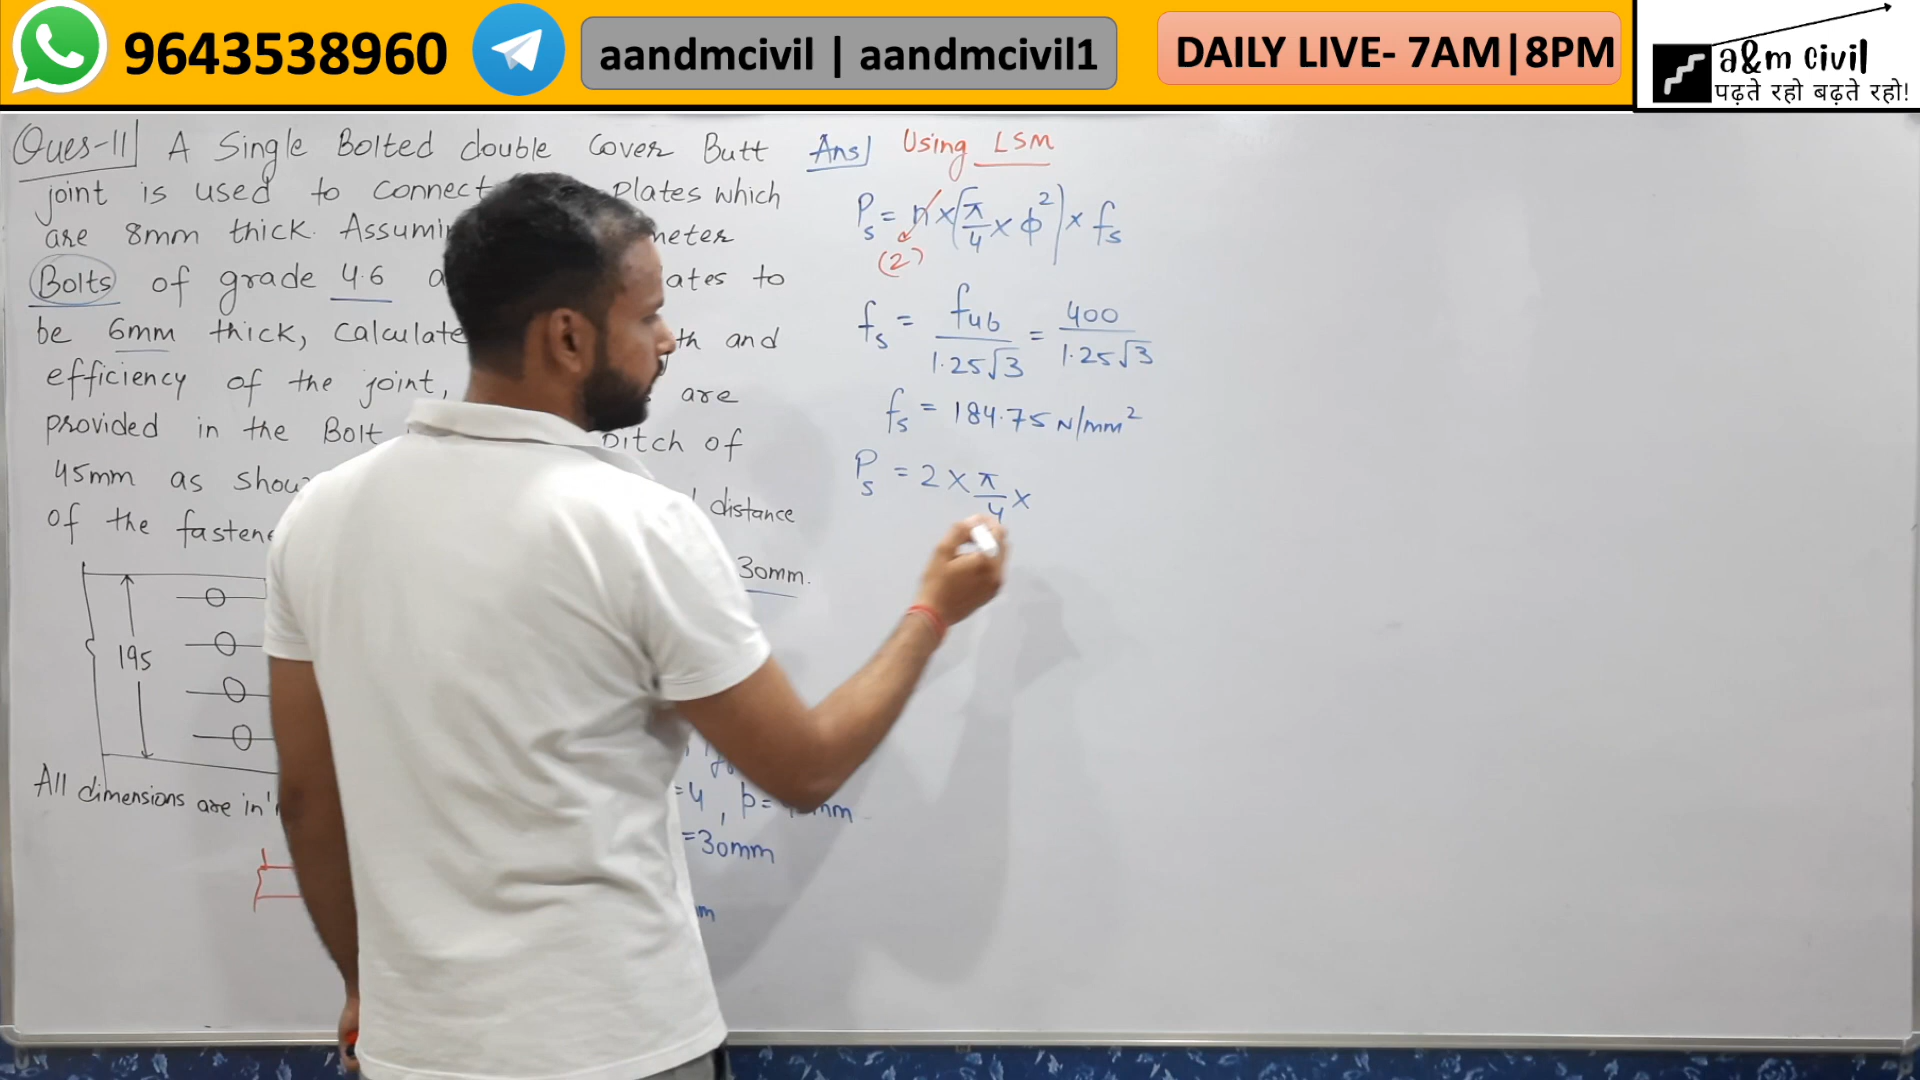 9643538960
aandmcivil | aandmcivil1
DAILY LIVE- 7AM|8PM
a&m civil
पढ़ते रहो बढ़ते रहो!
Ques-11 A Single Bolted double Cover Butt
joint is used to connect Plates which
are 8mm thick. Assumi meter
Bolts of grade 4.6 ates to
be 6mm thick, Calculate th and
efficiency of the joint, are
provided in the Bolt Pitch of
45mm as show distance
of the fastene 30mm.
195
All dimensions are in'
=4, p= mm
=30mm
m
Ans] Using LSM
Ps = n×(π/4×ϕ²)×fs
(2)
fs = fub/1.25√3 = 400/1.25√3
fs = 184.75 N/mm²
Ps = 2×π/4×